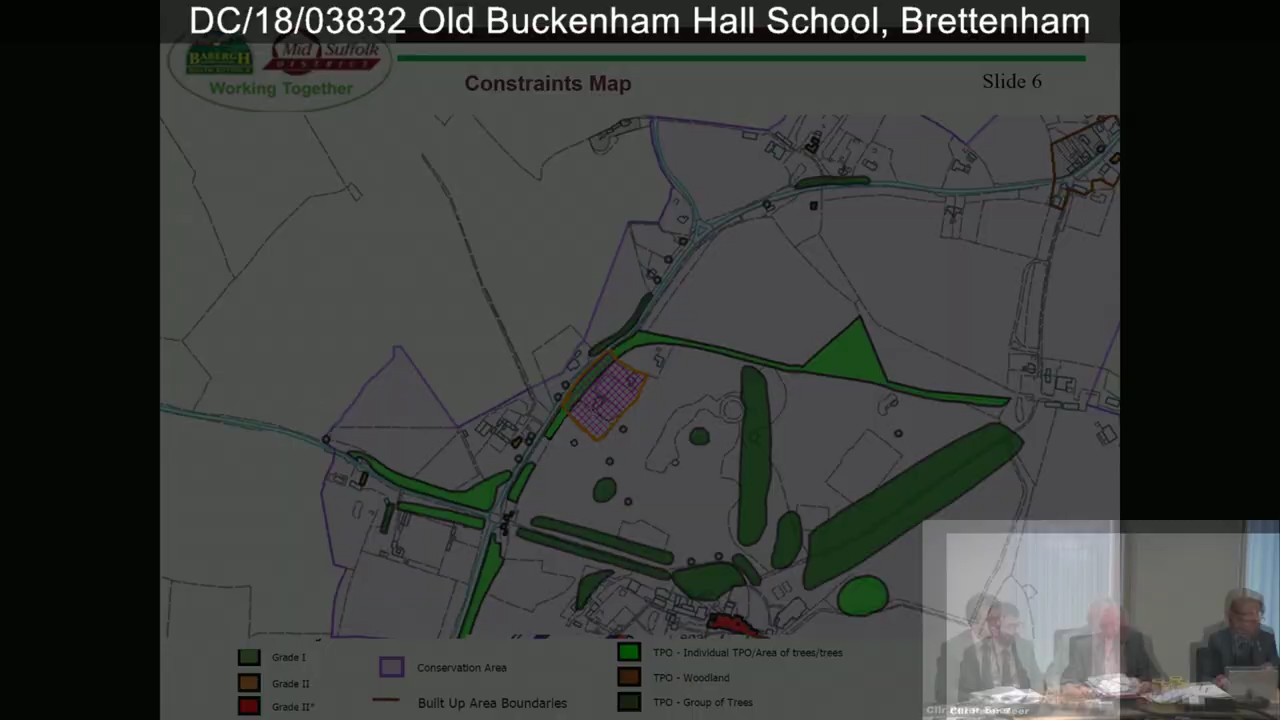 DC/18/03832 Old Buckenham Hall School, Brettenham
BABERGH
Mid Suffolk
DISTRICT
Working Together
Constraints Map
Slide 6
Grade I
Grade II
Grade II*
Conservation Area
Built Up Area Boundaries
TPO - Individual TPO/Area of trees/trees
TPO - Woodland
TPO - Group of Trees